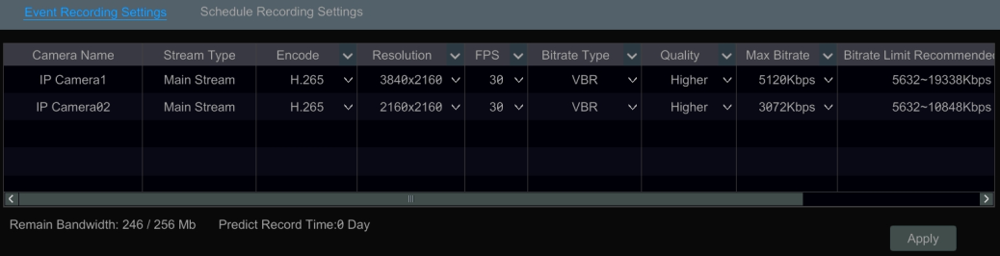 Event Recording Settings Schedule Recording Settings
Camera Name Stream Type Encode Resolution FPS Bitrate Type Quality Max Bitrate Bitrate Limit Recommended
IP Camera1 Main Stream H.265 3840x2160 30 VBR Higher 5120Kbps 5632~19338Kbps
IP Camera02 Main Stream H.265 2160x2160 30 VBR Higher 3072Kbps 5632~10848Kbps
Remain Bandwidth: 246 / 256 Mb Predict Record Time:0 Day
Apply